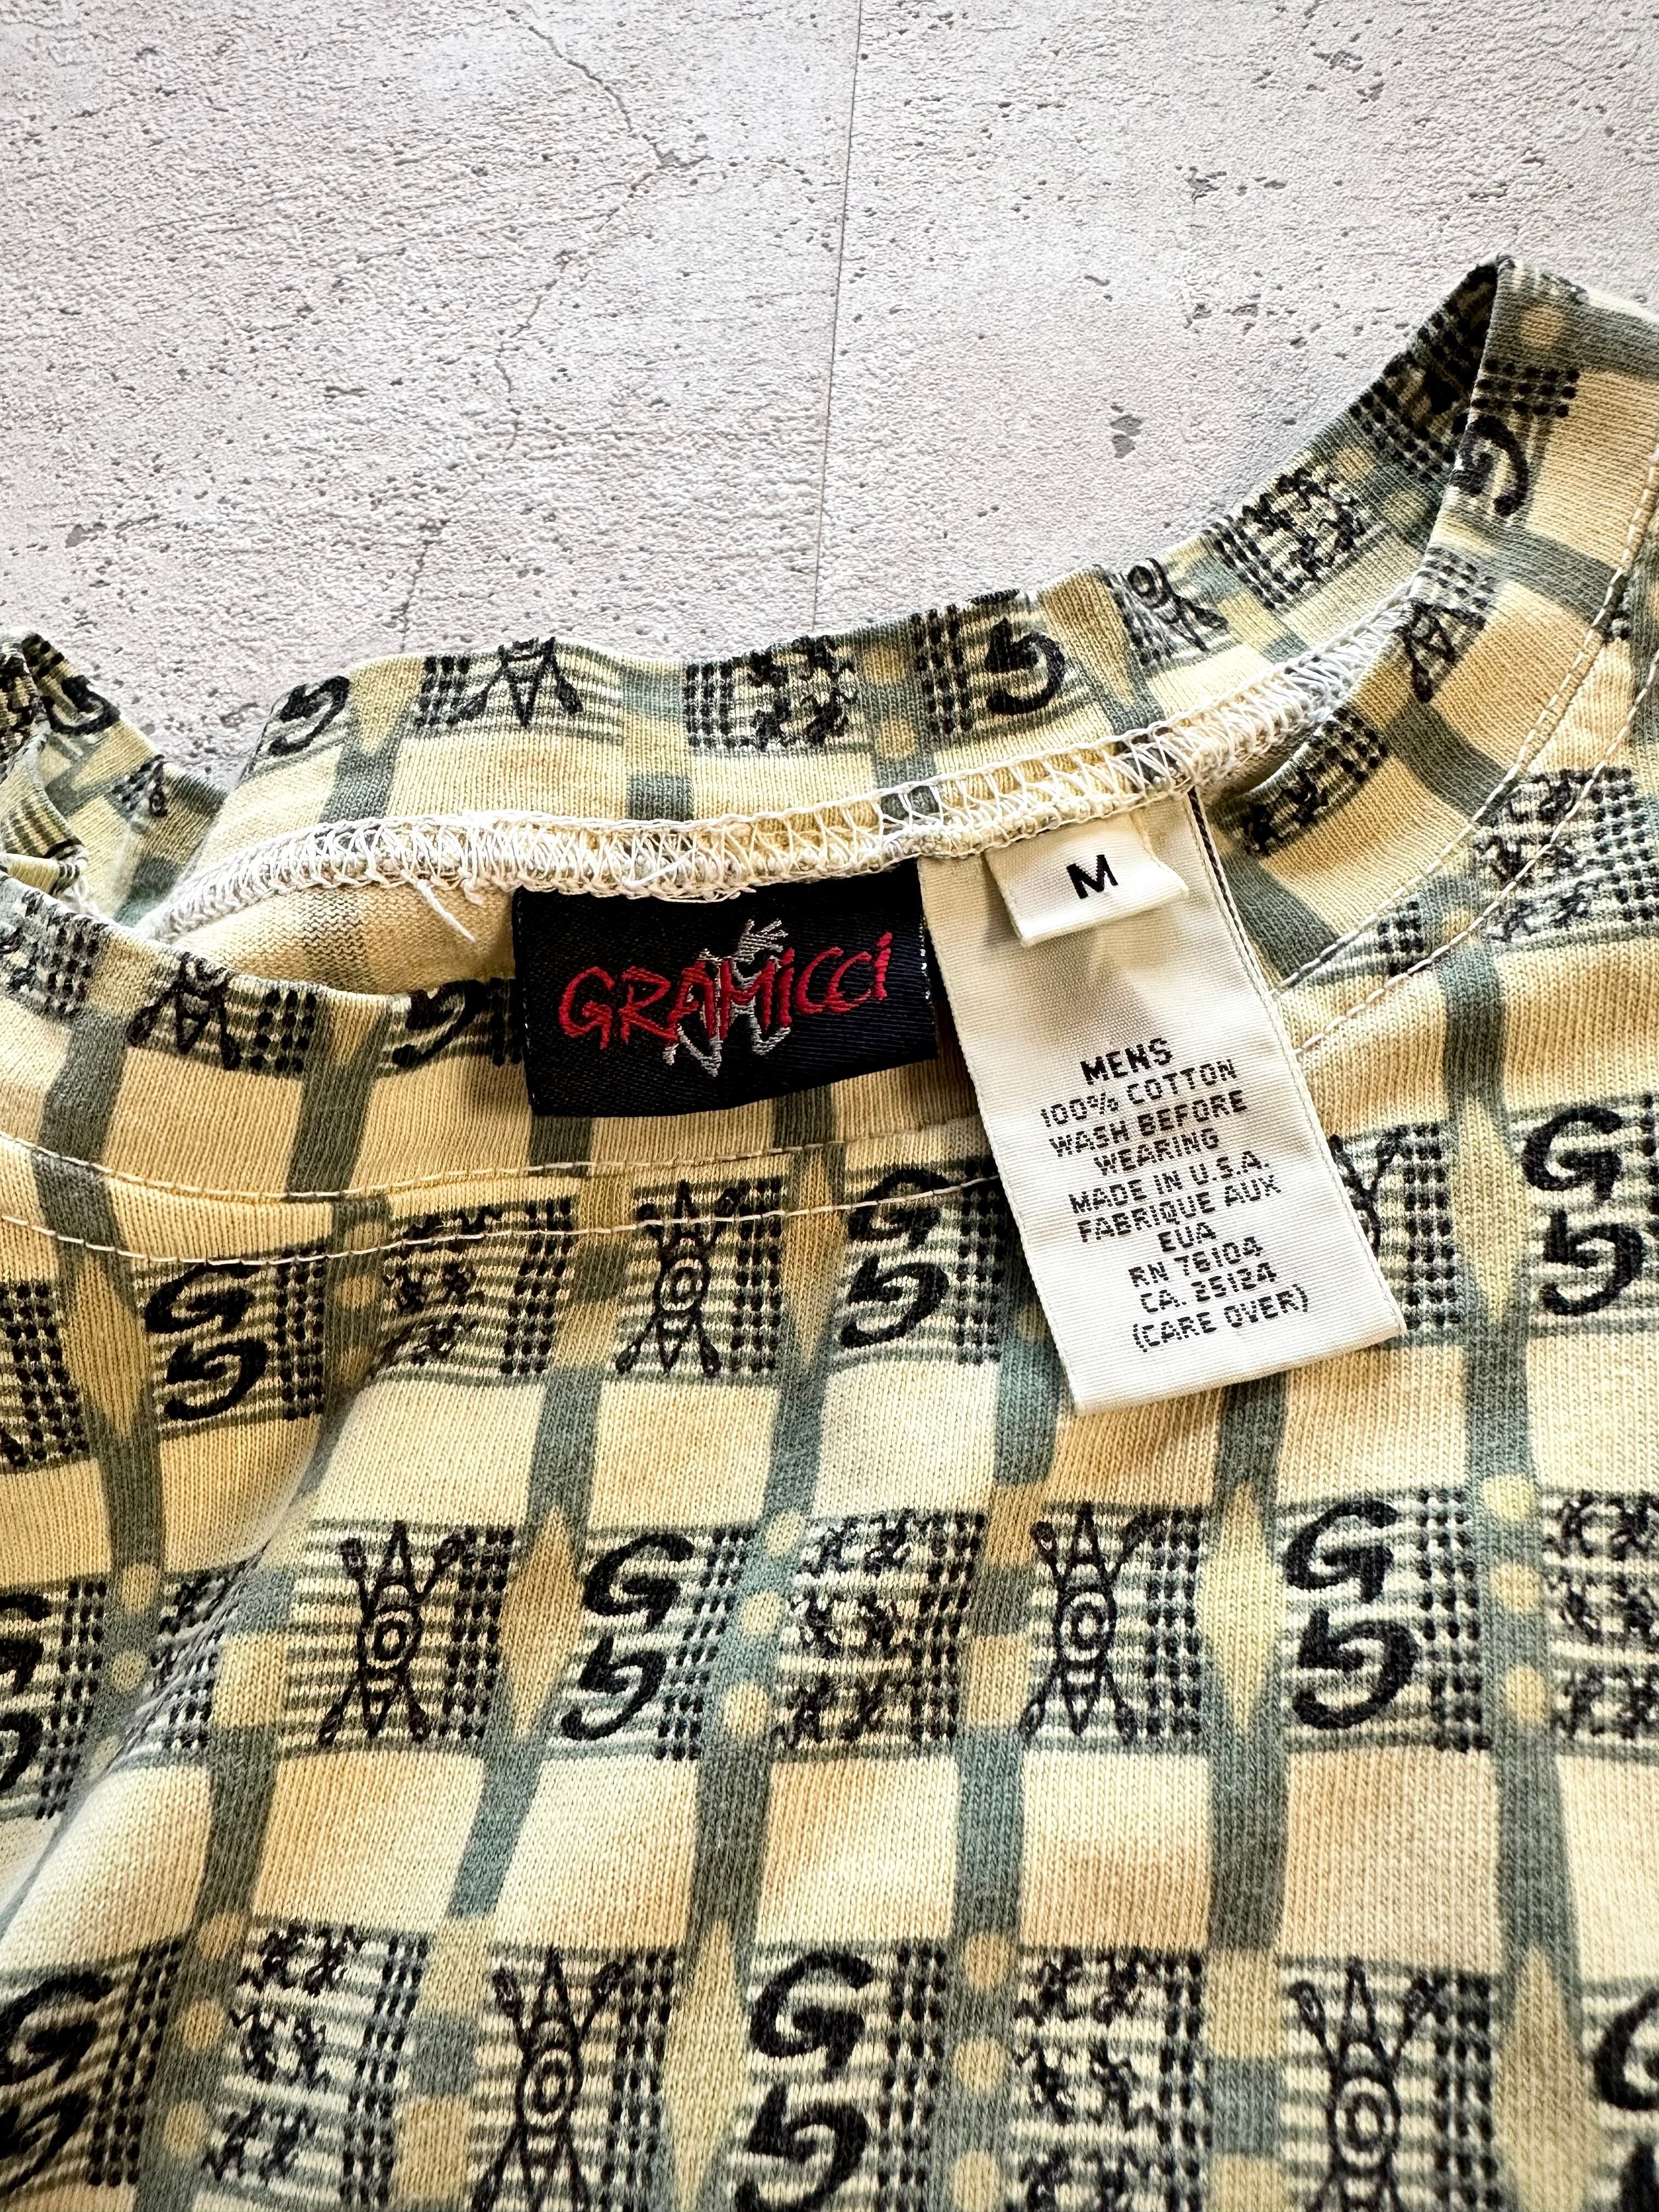 M
GRAMiCCi
MENS
100% COTTON
WASH BEFORE
WEARING
MADE IN U.S.A.
FABRIQUE AUX
EUA
RN 76104
CA. 25124
(CARE OVER)
G
G
G
G
G
G
G
G
G
G
G
G